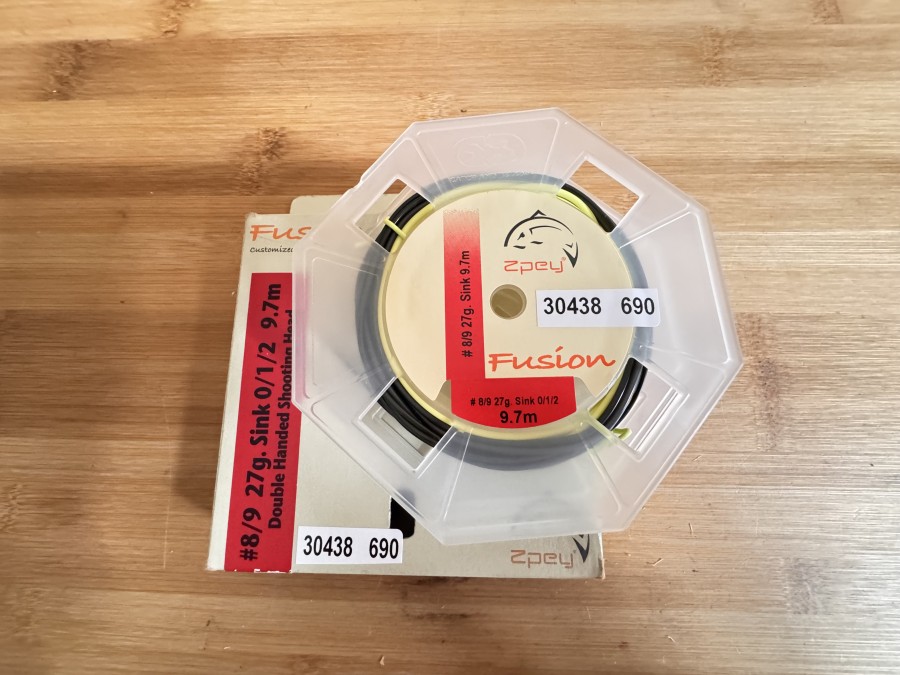 Fus
Customized
#8/9 27g. Sink 0/1/2 9.7m
Double Handed Shooting Head
30438 690
Zpey®
# 8/9 27g. Sink 9.7m
Zpey®
30438 690
Fusion
# 8/9 27g. Sink 0/1/2
9.7m